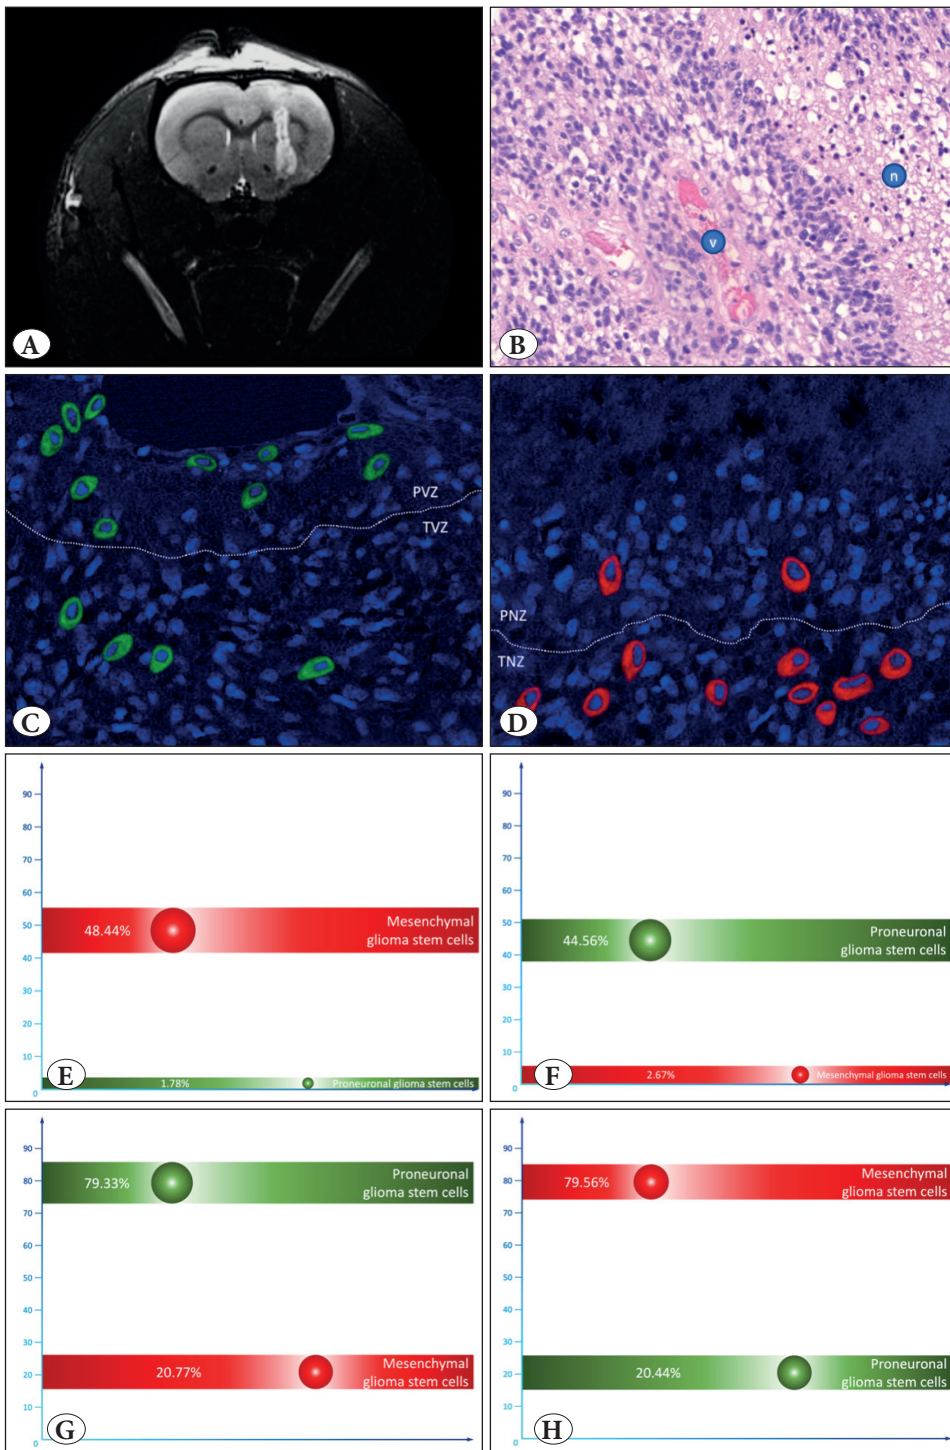 A
n
v
B
PVZ
TVZ
C
PNZ
TNZ
D
90
80
70
60
50
40
30
20
10
0
48.44%
Mesenchymal
glioma stem cells
1.78%
Proneuronal glioma stem cells
E
90
80
70
60
50
40
30
20
10
0
44.56%
Proneuronal
glioma stem cells
2.67%
Mesenchymal glioma stem cells
F
90
80
70
60
50
40
30
20
10
0
79.33%
Proneuronal
glioma stem cells
20.77%
Mesenchymal
glioma stem cells
G
90
80
70
60
50
40
30
20
10
0
79.56%
Mesenchymal
glioma stem cells
20.44%
Proneuronal
glioma stem cells
H